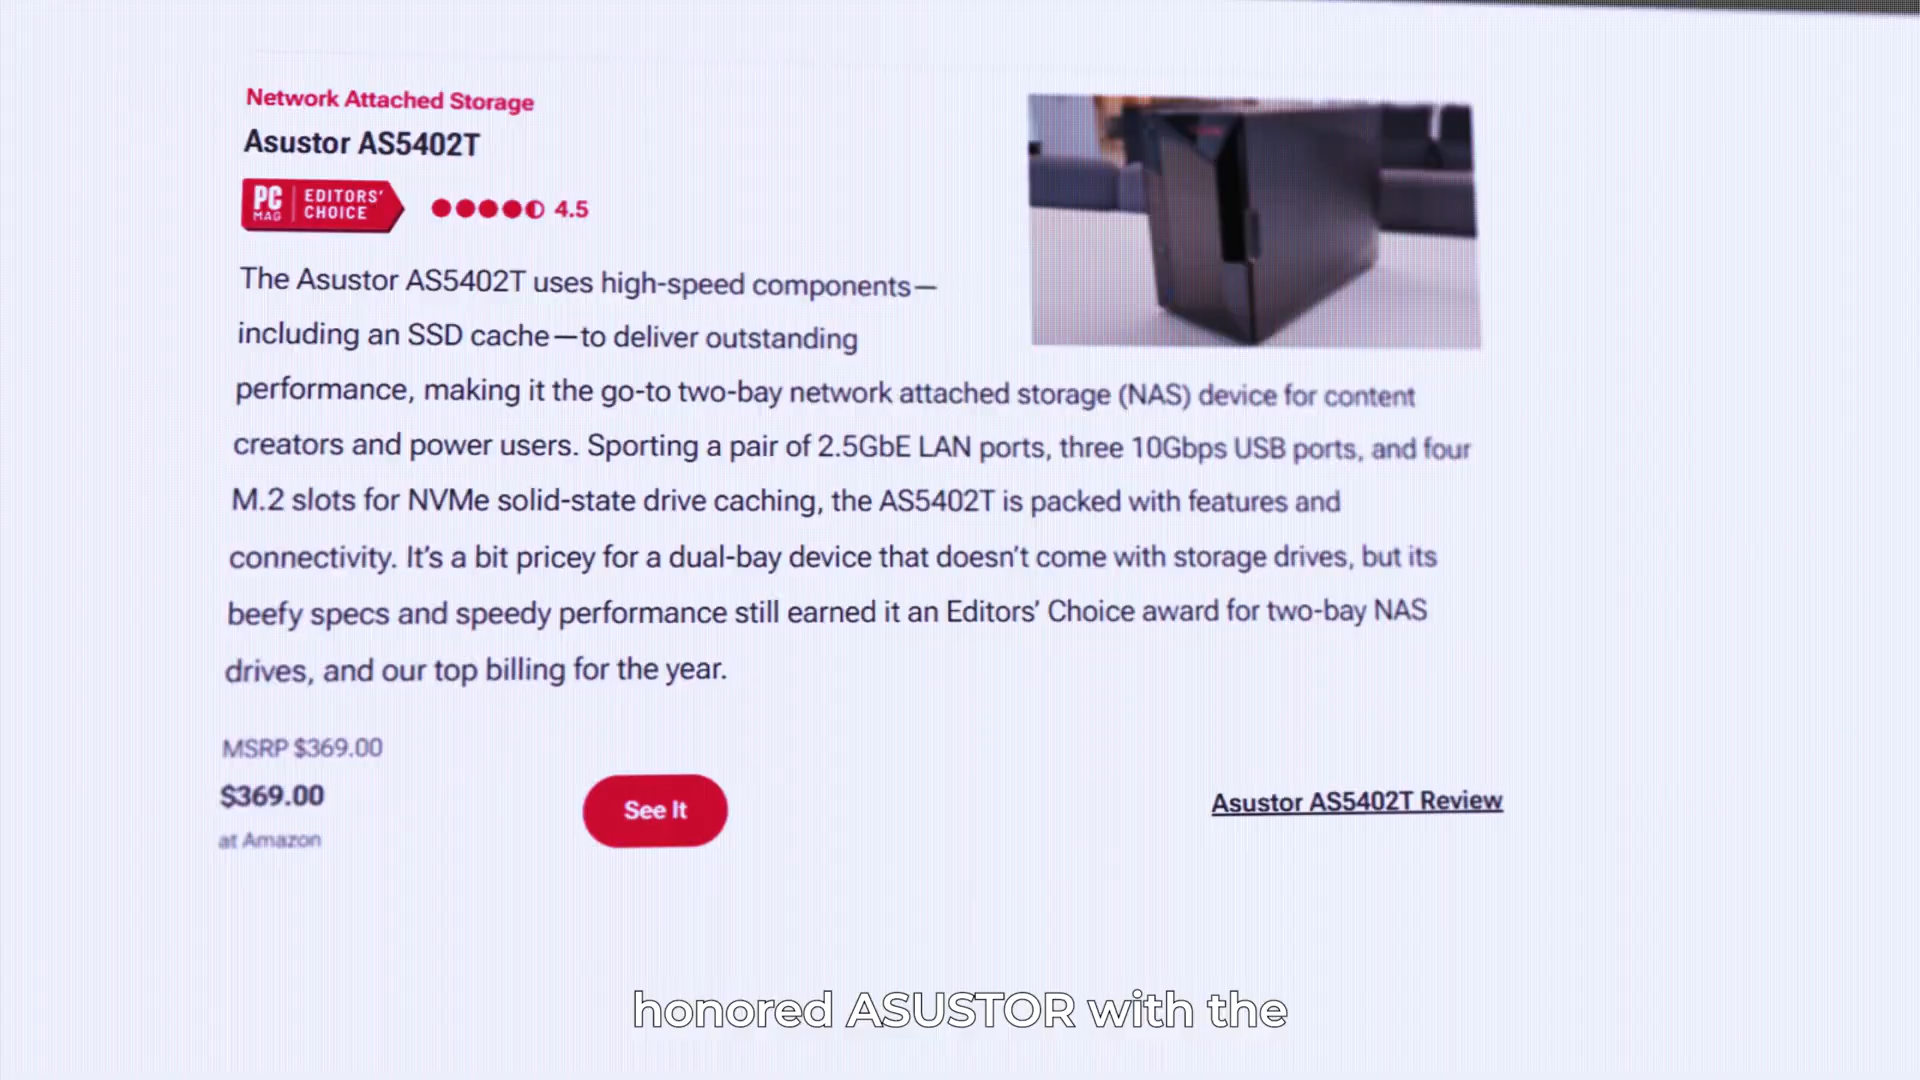 Network Attached Storage
Asustor AS5402T
PC MAG EDITORS' CHOICE
4.5
The Asustor AS5402T uses high-speed components—
including an SSD cache—to deliver outstanding
performance, making it the go-to two-bay network attached storage (NAS) device for content
creators and power users. Sporting a pair of 2.5GbE LAN ports, three 10Gbps USB ports, and four
M.2 slots for NVMe solid-state drive caching, the AS5402T is packed with features and
connectivity. It’s a bit pricey for a dual-bay device that doesn’t come with storage drives, but its
beefy specs and speedy performance still earned it an Editors’ Choice award for two-bay NAS
drives, and our top billing for the year.
MSRP $369.00
$369.00
at Amazon
See It
Asustor AS5402T Review
honored ASUSTOR with the